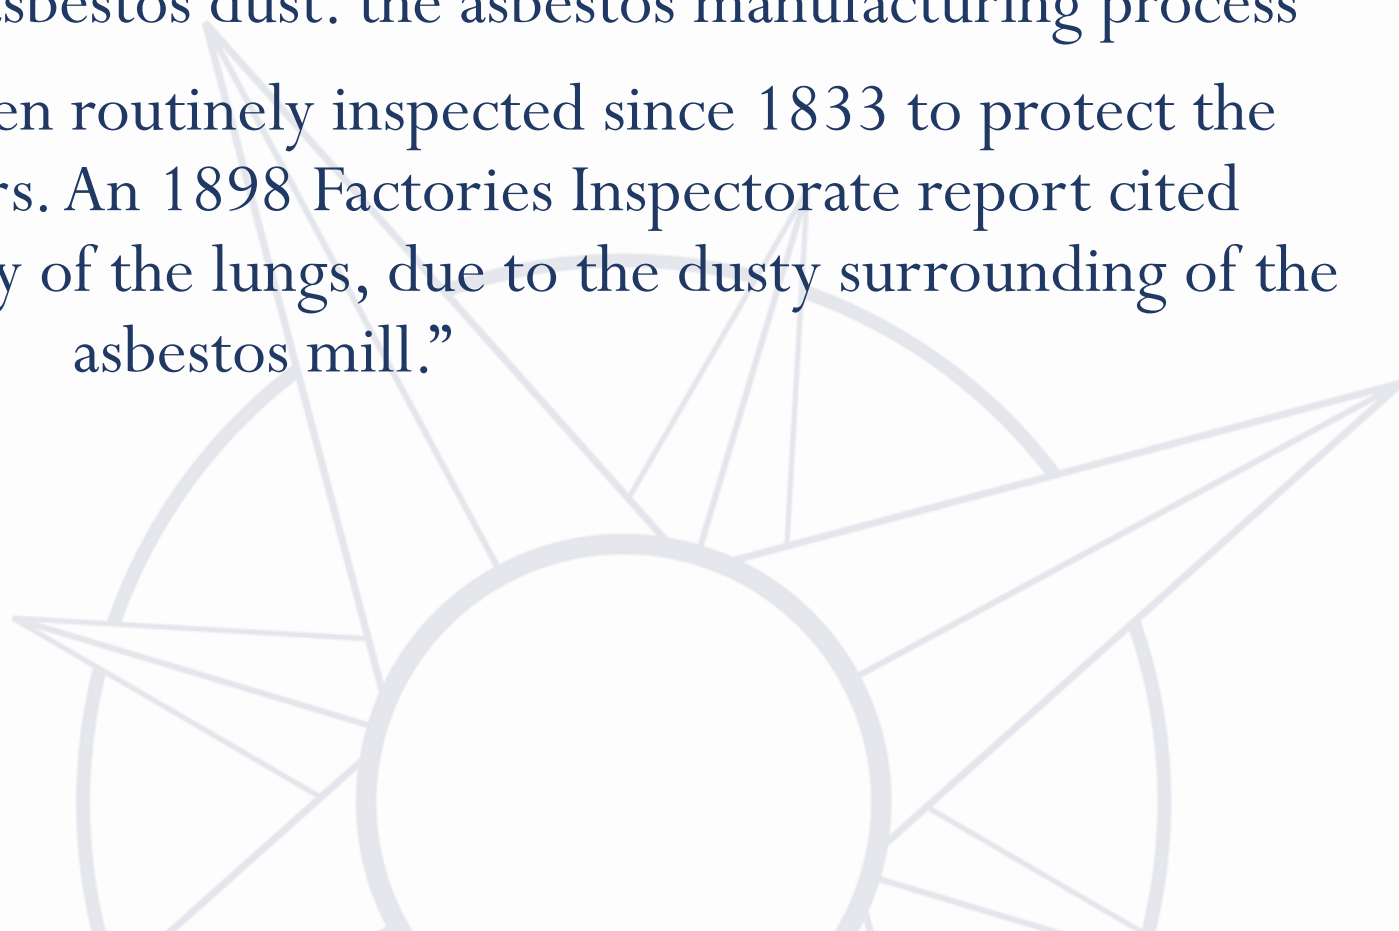 asbestos dust: the asbestos manufacturing process
en routinely inspected since 1833 to protect the
rs. An 1898 Factories Inspectorate report cited
y of the lungs, due to the dusty surrounding of the
asbestos mill.”